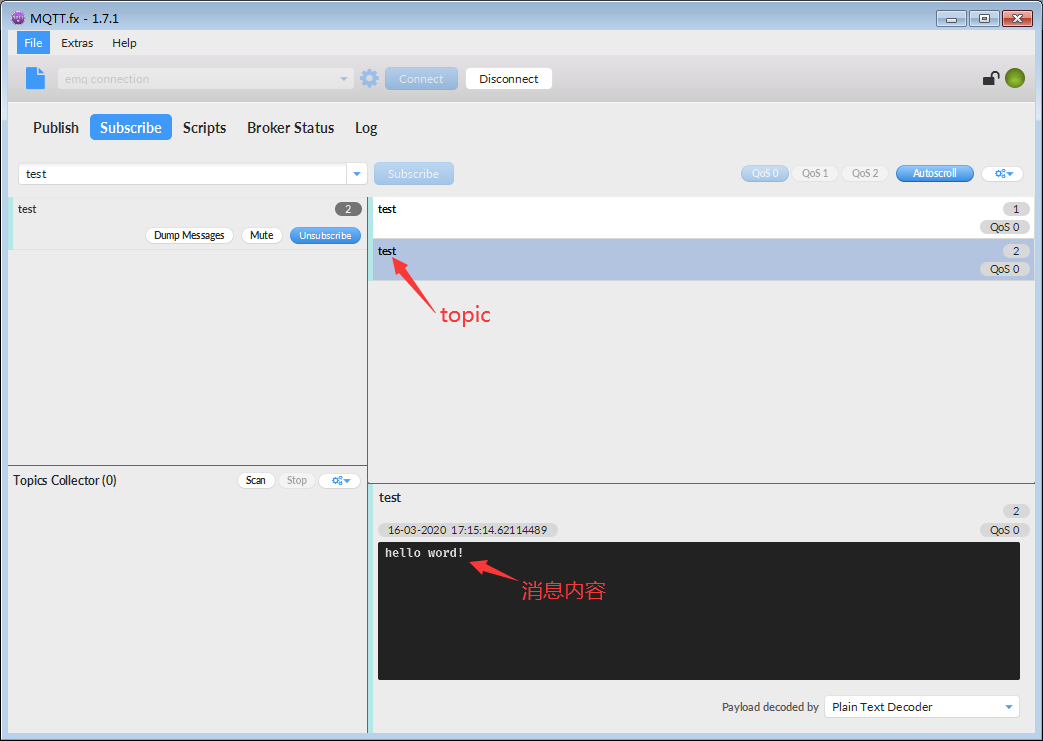 MQTT.fx - 1.7.1
File Extras Help
emq connection Connect Disconnect
Publish Subscribe Scripts Broker Status Log
test Subscribe QoS 0 QoS 1 QoS 2 Autoscroll
test 2
Dump Messages Mute Unsubscribe
test 1
QoS 0
test 2
QoS 0
topic
Topics Collector (0) Scan Stop
test
2
16-03-2020 17:15:14.62114489 QoS 0
hello word!
消息内容
Payload decoded by Plain Text Decoder